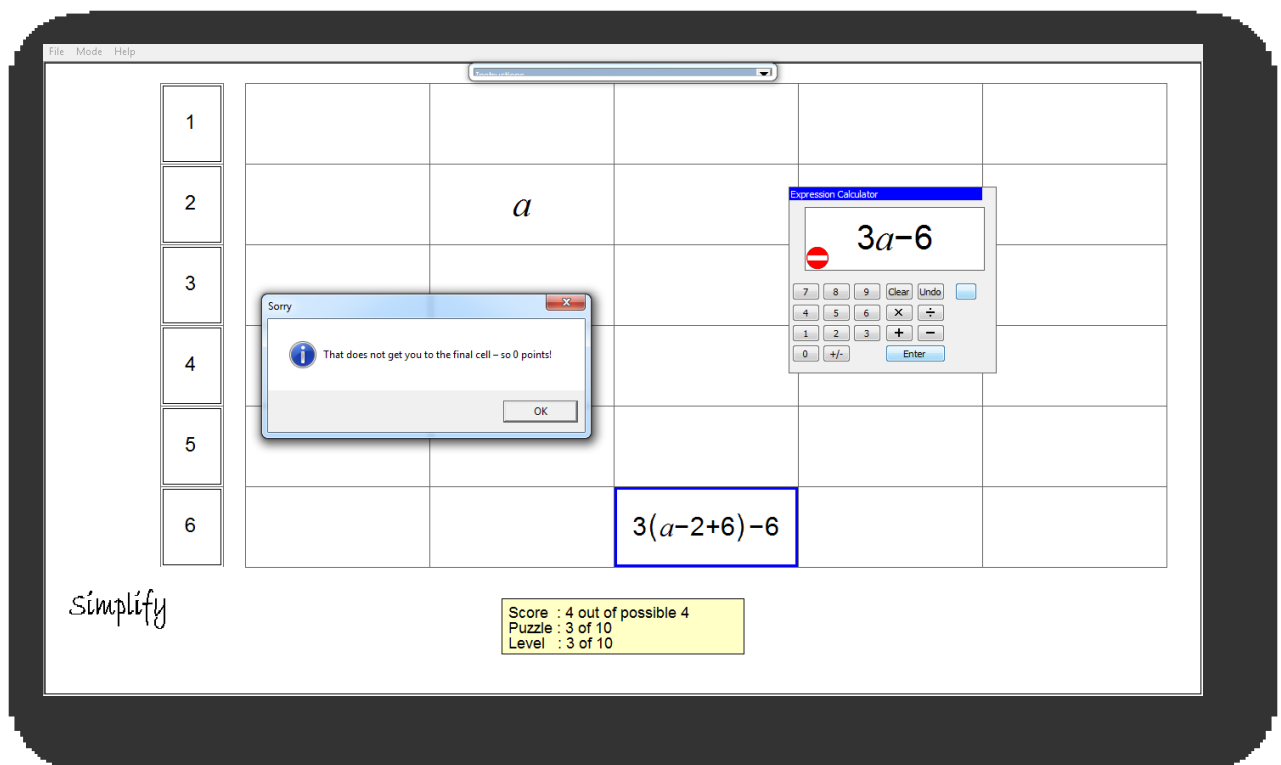 File Mode Help
1
2
a
3
4
5
6
3(a−2+6)−6
Expression Calculator
3a−6
7 8 9 Clear Undo
4 5 6 × ÷
1 2 3 + −
0 +/- Enter
Sorry
That does not get you to the final cell – so 0 points!
OK
Simplify
Score : 4 out of possible 4
Puzzle : 3 of 10
Level : 3 of 10